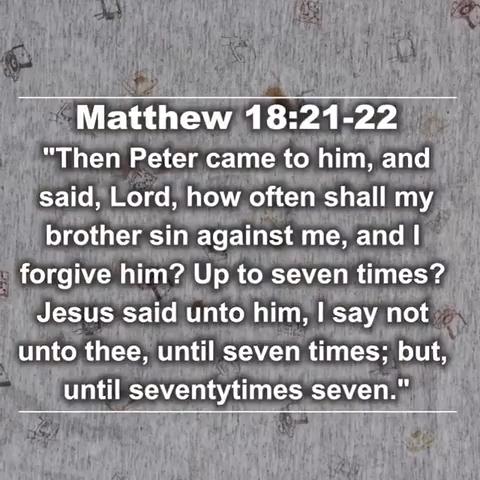 Matthew 18:21-22
"Then Peter came to him, and
said, Lord, how often shall my
brother sin against me, and I
forgive him? Up to seven times?
Jesus said unto him, I say not
unto thee, until seven times; but,
until seventytimes seven."